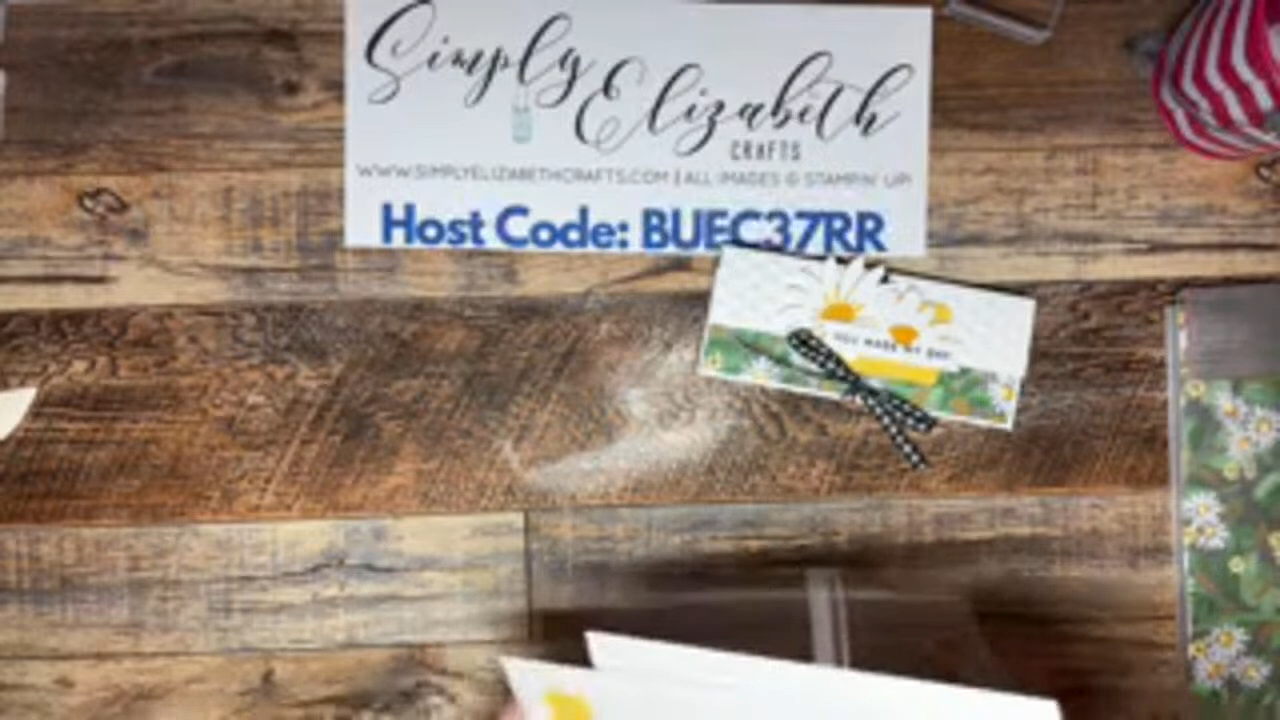 Simply
Elizabeth
CRAFTS
WWW.SIMPLYELIZABETHCRAFTS.COM | ALL IMAGES © STAMPIN' UP!
Host Code: BUEC37RR
YOU MADE MY DAY